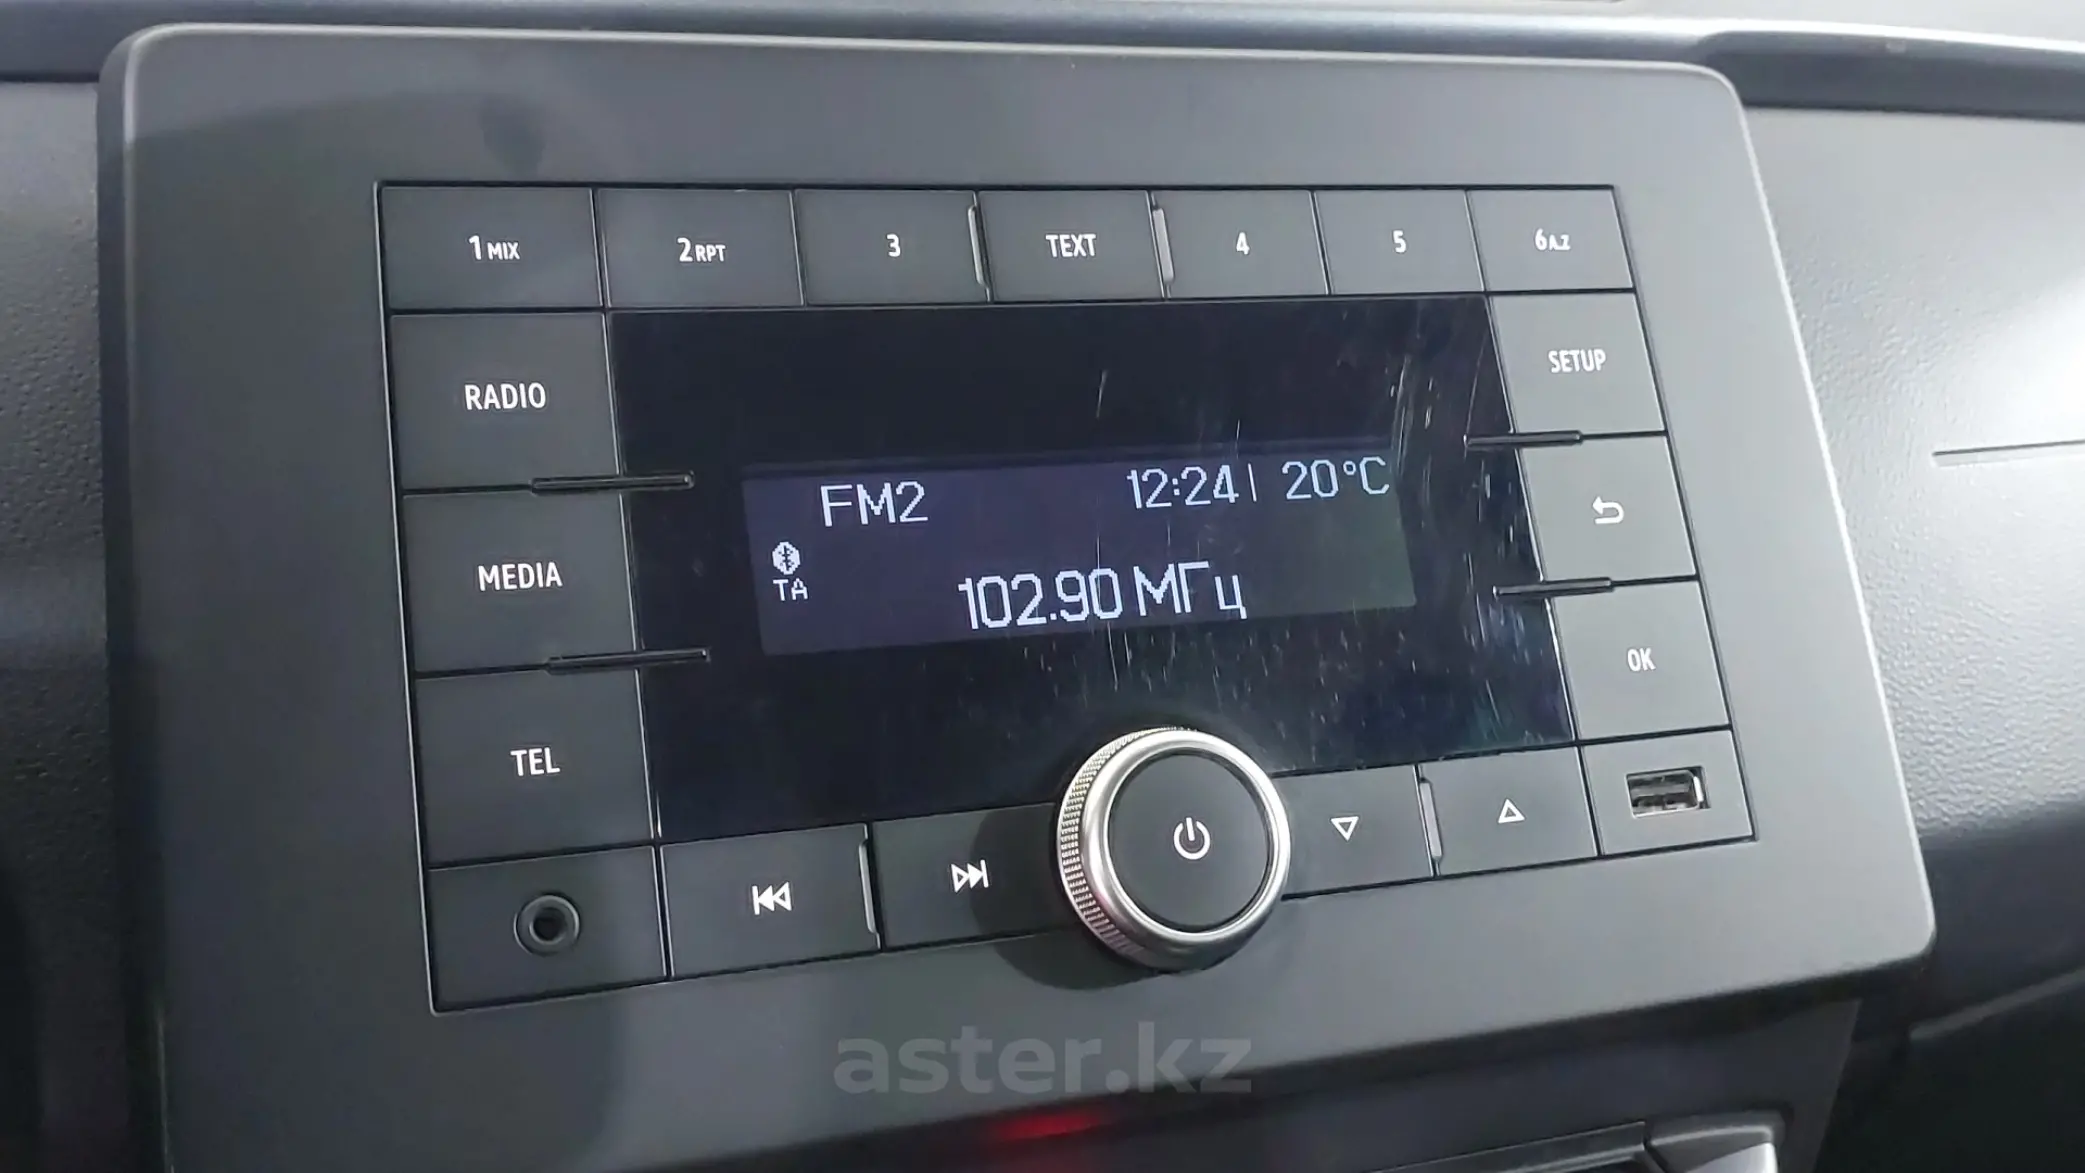 1 MIX 2 RPT 3 TEXT 4 5 6 A.Z
RADIO
SETUP
FM2 12:24 20°C
MEDIA
TA
102.90 МГц
OK
TEL
aster.kz